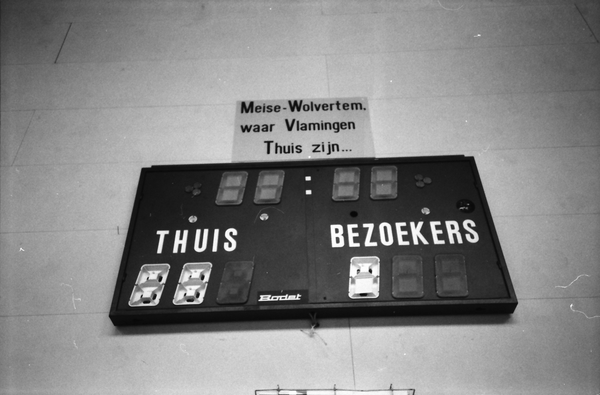 Meise-Wolvertem.
waar Vlamingen
Thuis zijn...
THUIS
BEZOEKERS
Bodet